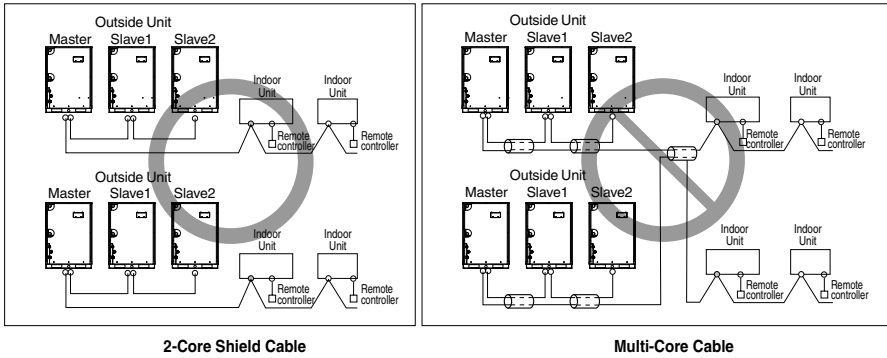 Outside Unit
Master Slave1 Slave2
Indoor
Unit
Indoor
Unit
Remote
controller
Remote
controller
Outside Unit
Master Slave1 Slave2
Indoor
Unit
Indoor
Unit
Remote
controller
Remote
controller
2-Core Shield Cable
Outside Unit
Master Slave1 Slave2
Indoor
Unit
Indoor
Unit
Remote
controller
Remote
controller
Outside Unit
Master Slave1 Slave2
Indoor
Unit
Indoor
Unit
Remote
controller
Remote
controller
Multi-Core Cable